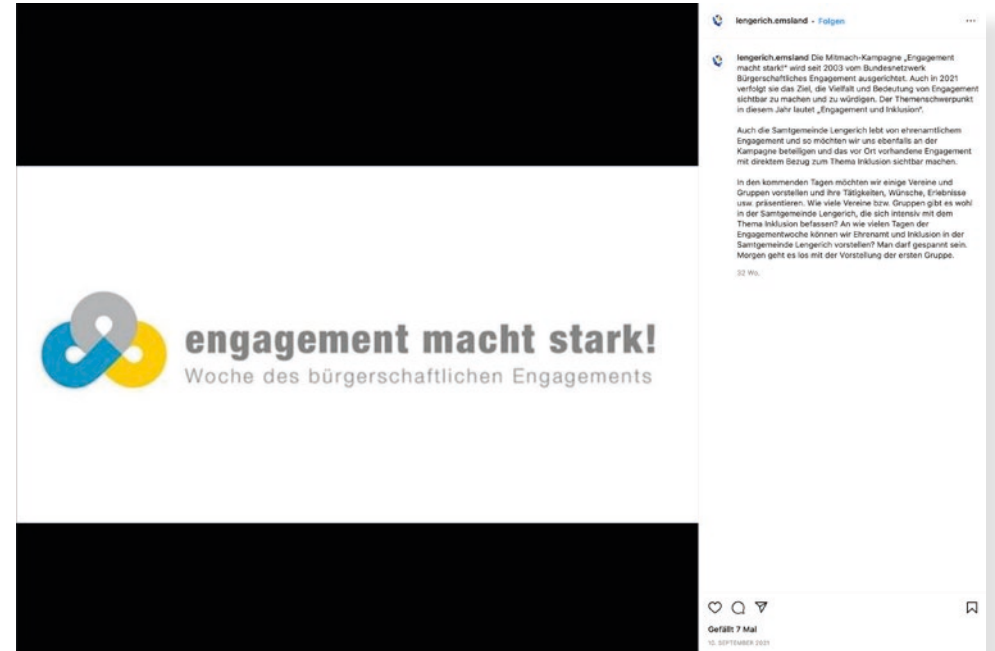 engagement macht stark!
Woche des bürgerschaftlichen Engagements
lengerich.emsland • Folgen
lengerich.emsland Die Mitmach-Kampagne „Engagement
macht stark!" wird seit 2003 vom Bundesnetzwerk
Bürgerschaftliches Engagement ausgerichtet. Auch in 2021
verfolgt sie das Ziel, die Vielfalt und Bedeutung von Engagement
sichtbar zu machen und zu würdigen. Der Themenschwerpunkt
in diesem Jahr lautet „Engagement und Inklusion".
Auch die Samtgemeinde Lengerich lebt von ehrenamtlichem
Engagement und so möchten wir uns ebenfalls an der
Kampagne beteiligen und das vor Ort vorhandene Engagement
mit direktem Bezug zum Thema Inklusion sichtbar machen.
In den kommenden Tagen möchten wir einige Vereine und
Gruppen vorstellen und ihre Tätigkeiten, Wünsche, Erlebnisse
usw. präsentieren. Wie viele Vereine bzw. Gruppen gibt es wohl
in der Samtgemeinde Lengerich, die sich intensiv mit dem
Thema Inklusion befassen? An wie vielen Tagen der
Engagementwoche können wir Ehrenamt und Inklusion in der
Samtgemeinde Lengerich vorstellen? Man darf gespannt sein.
Morgen geht es los mit der Vorstellung der ersten Gruppe.
32 Wo.
Gefällt 7 Mal
10. SEPTEMBER 2021